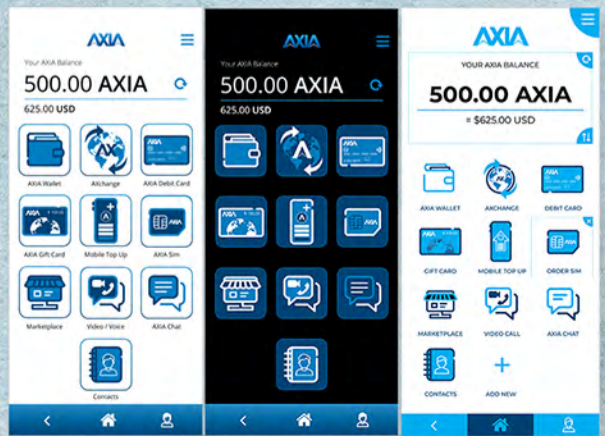 AXIA
Your AXIA Balance
500.00 AXIA
625.00 USD
AXIA Wallet
AXchange
AXIA Debit Card
AXIA Gift Card
Mobile Top Up
AXIA Sim
Marketplace
Video / Voice
AXIA Chat
Contacts
AXIA
Your AXIA Balance
500.00 AXIA
625.00 USD
AXIA
YOUR AXIA BALANCE
500.00 AXIA
= $625.00 USD
AXIA WALLET
AXCHANGE
DEBIT CARD
GIFT CARD
MOBILE TOP UP
ORDER SIM
MARKETPLACE
VIDEO CALL
AXIA CHAT
CONTACTS
ADD NEW